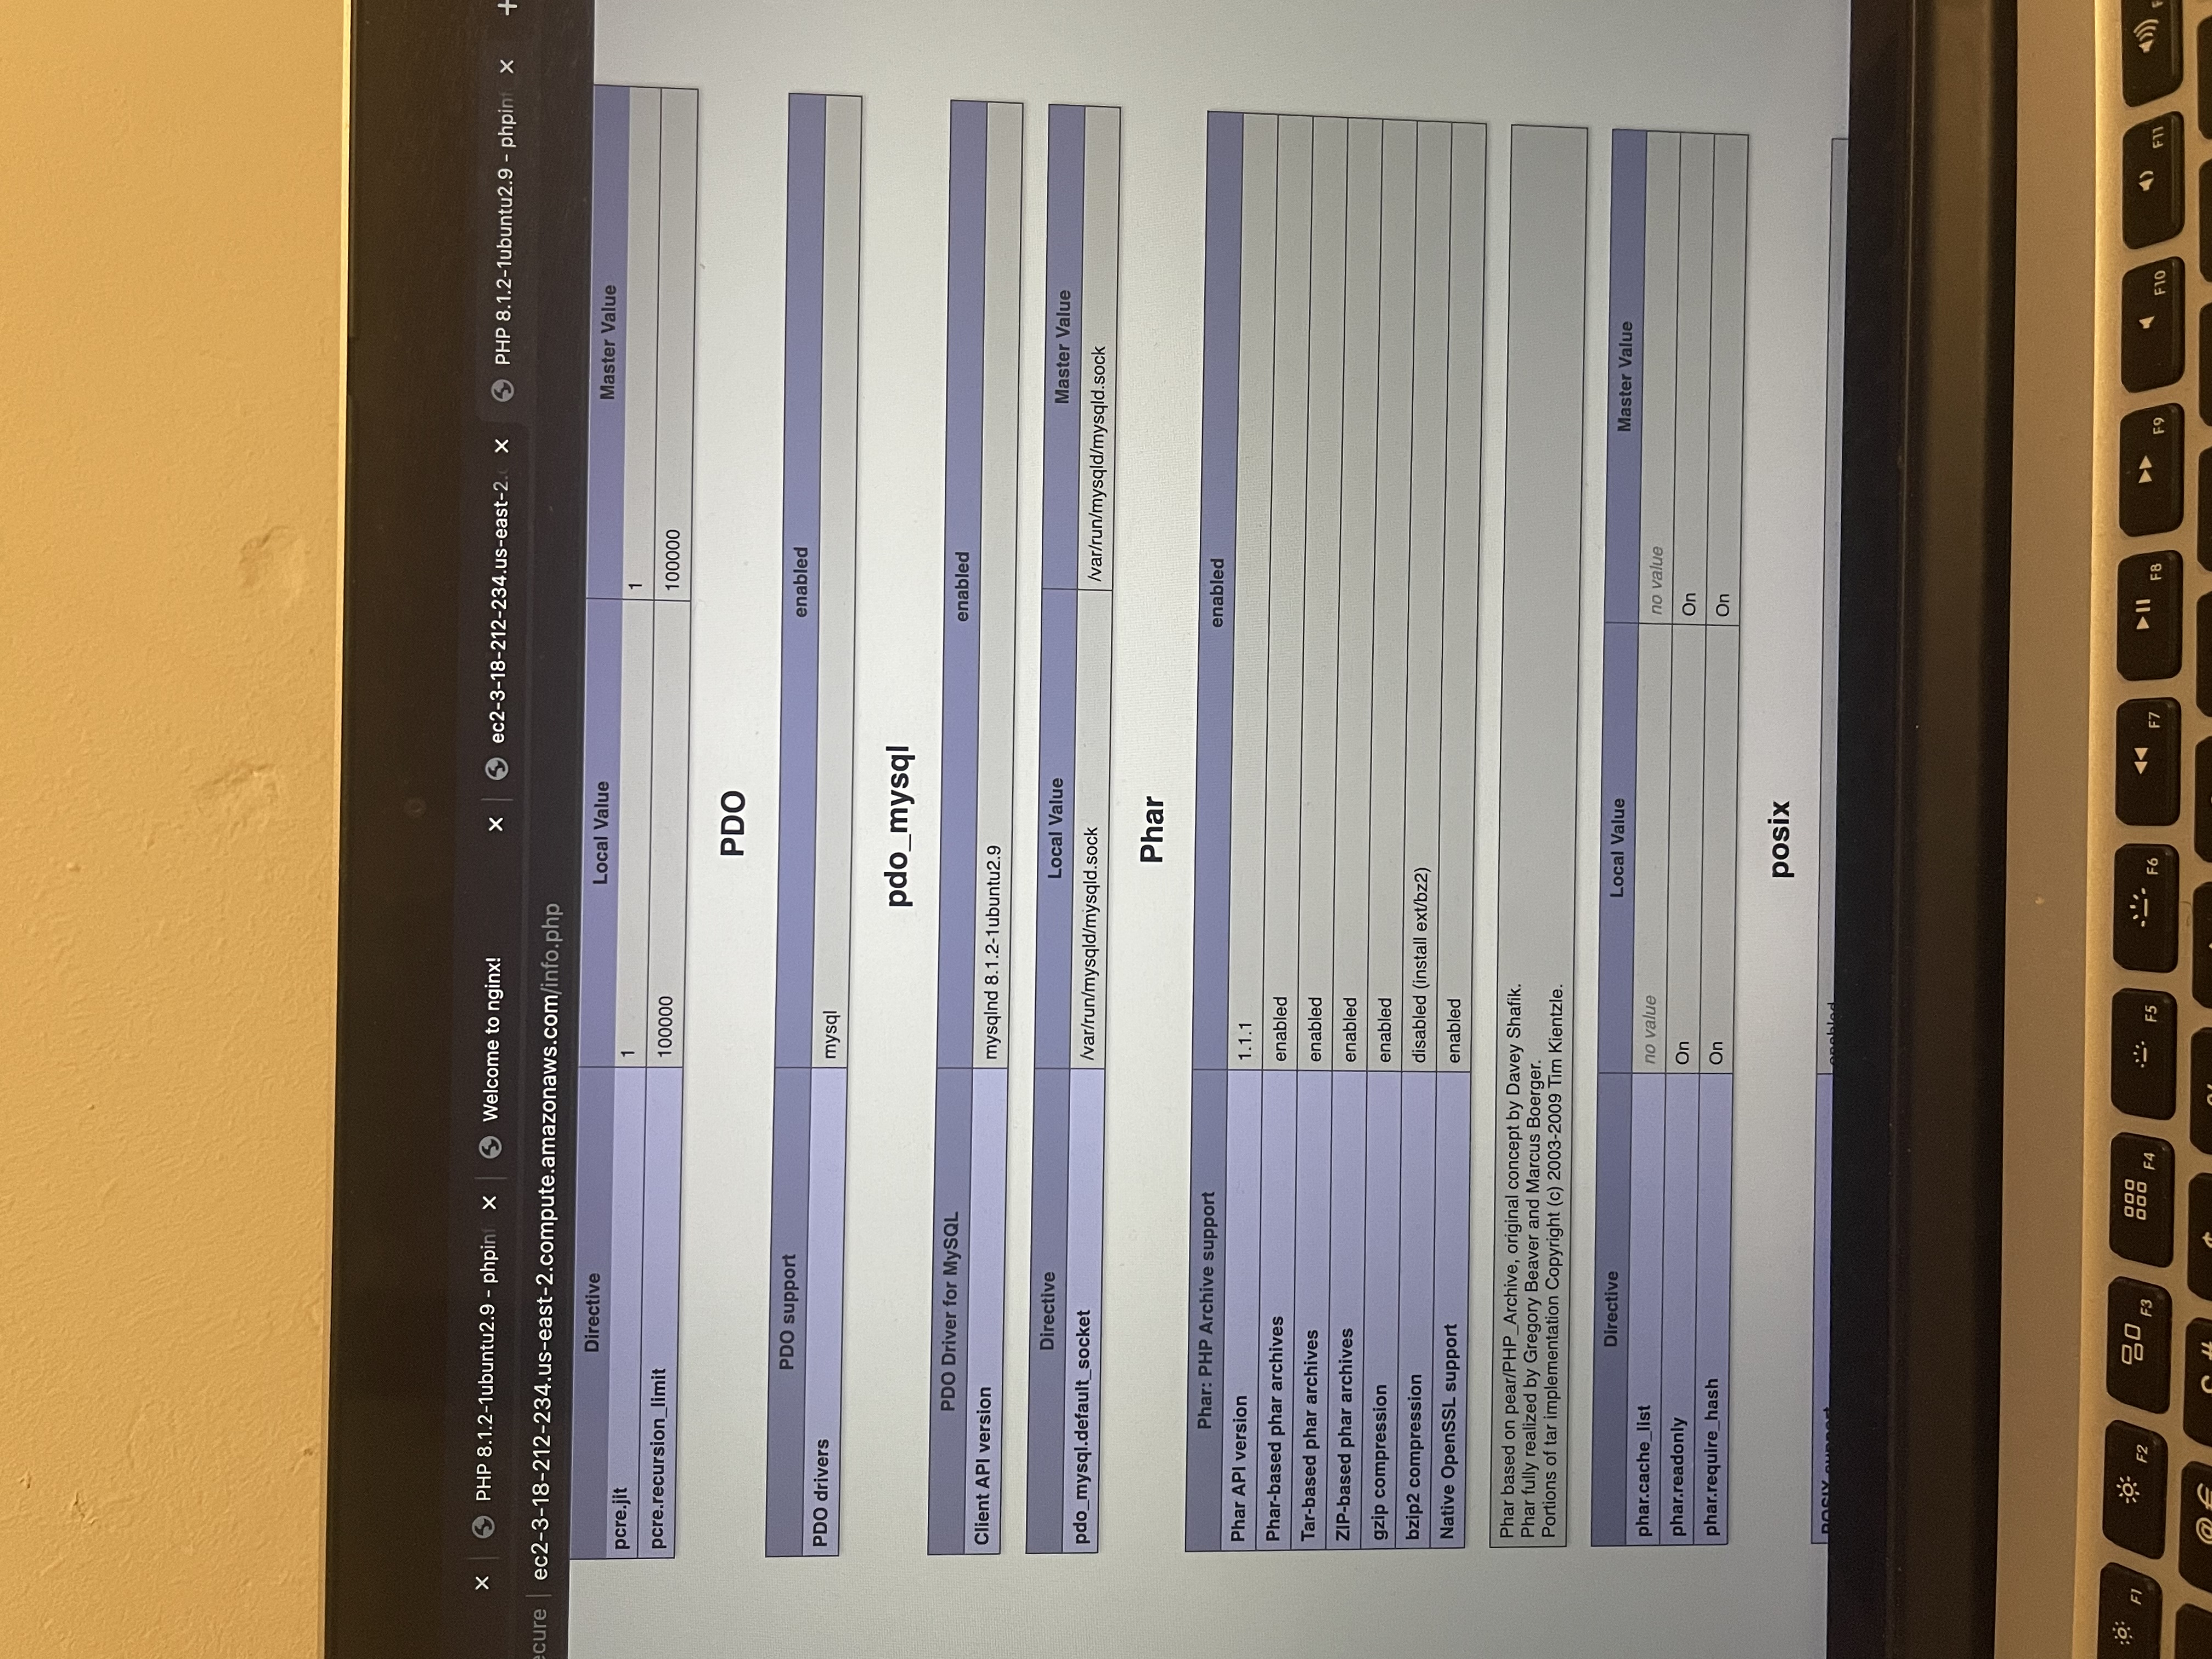 PHP 8.1.2-1ubuntu2.9 - phpin
Welcome to nginx!
ec2-3-18-212-234.us-east-2.
PHP 8.1.2-1ubuntu2.9 - phpin
ecure
ec2-3-18-212-234.us-east-2.compute.amazonaws.com/info.php
Directive Local Value Master Value
pcre.jit 1 1
pcre.recursion_limit 100000 100000
PDO
PDO support enabled
PDO drivers mysql
pdo_mysql
PDO Driver for MySQL enabled
Client API version mysqlnd 8.1.2-1ubuntu2.9
Directive Local Value Master Value
pdo_mysql.default_socket /var/run/mysqld/mysqld.sock /var/run/mysqld/mysqld.sock
Phar
Phar: PHP Archive support enabled
Phar API version 1.1.1
Phar-based phar archives enabled
Tar-based phar archives enabled
ZIP-based phar archives enabled
gzip compression enabled
bzip2 compression disabled (install ext/bz2)
Native OpenSSL support enabled
Phar based on pear/PHP_Archive, original concept by Davey Shafik.
Phar fully realized by Gregory Beaver and Marcus Boerger.
Portions of tar implementation Copyright (c) 2003-2009 Tim Kientzle.
Directive Local Value Master Value
phar.cache_list no value no value
phar.readonly On On
phar.require_hash On On
posix
POSIX support enabled
F1 F2 F3 F4 F5 F6 F7 F8 F9 F10 F11 F
@ € #